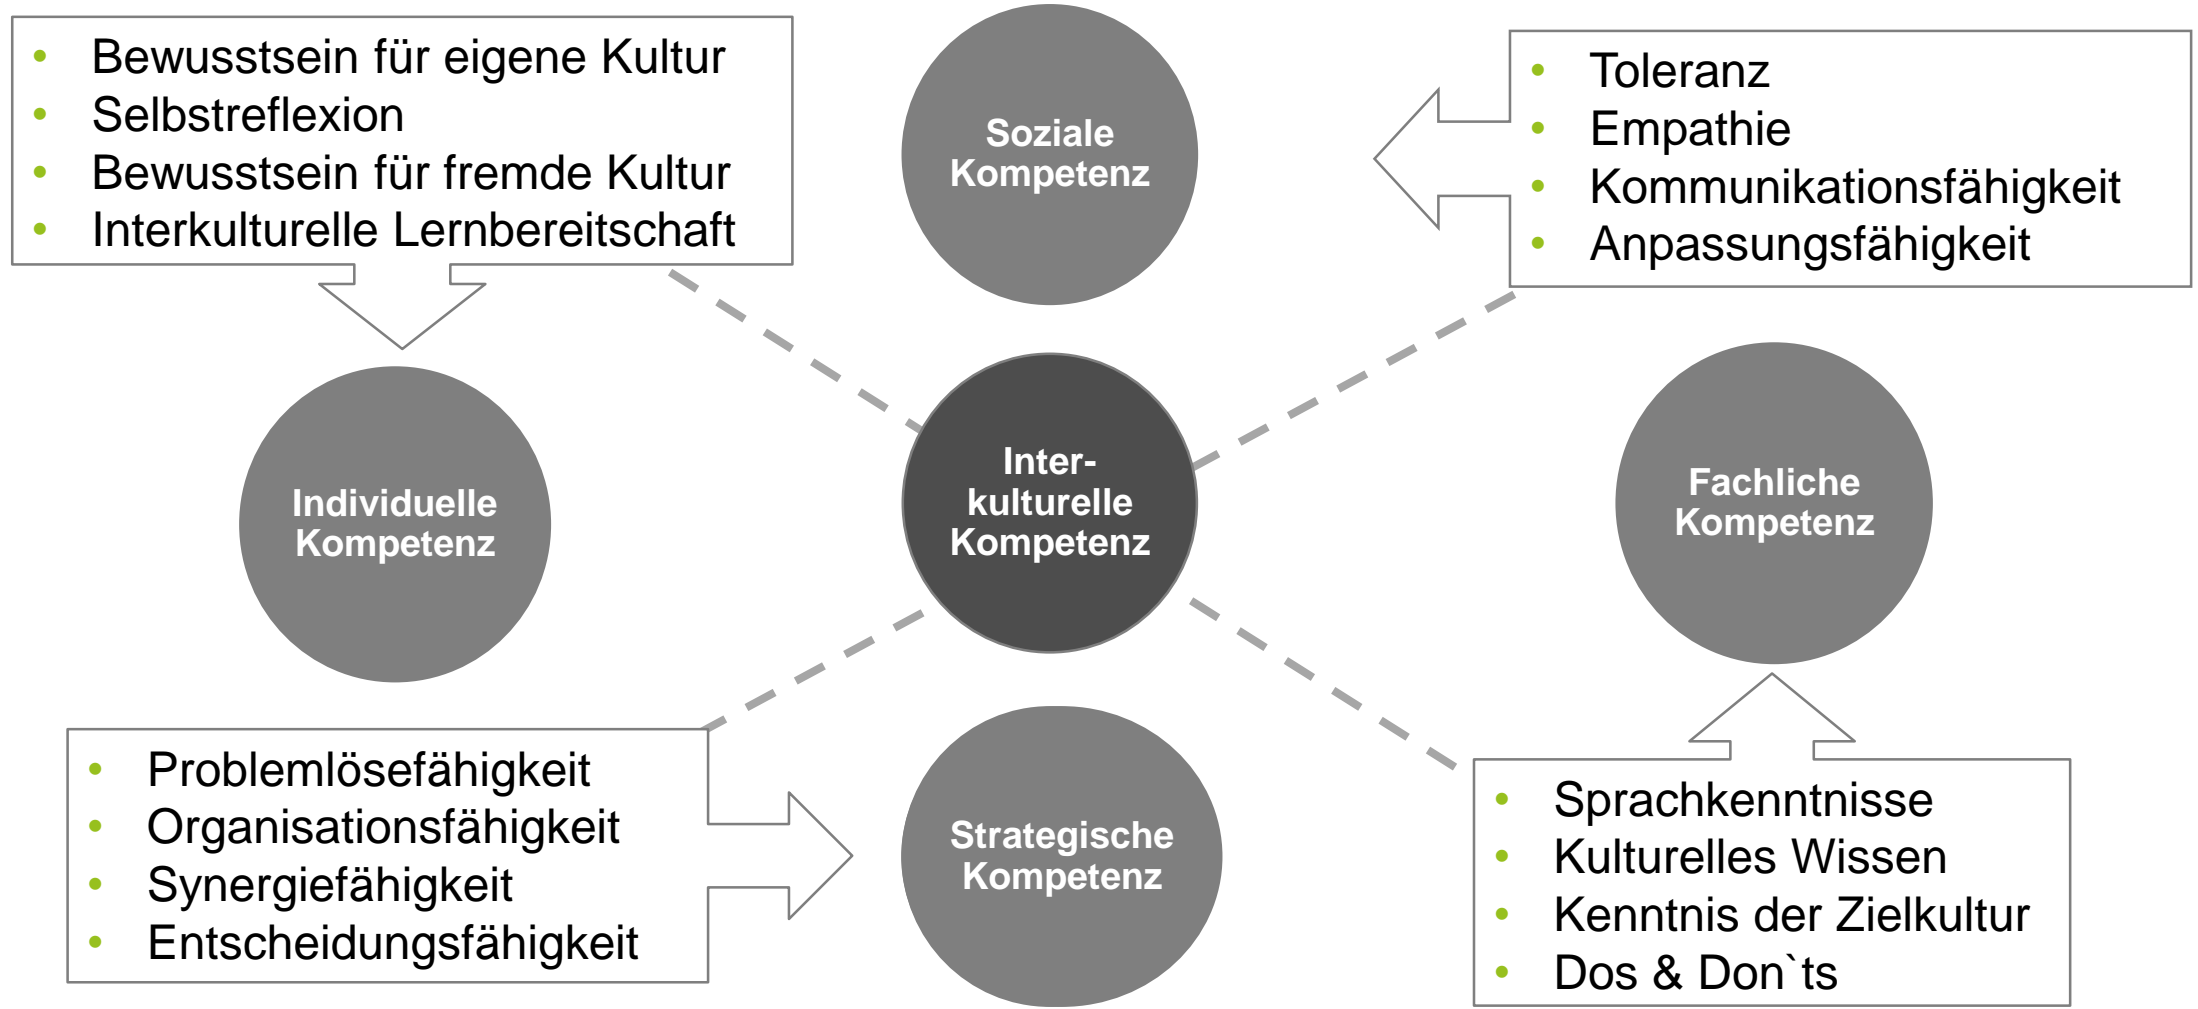 • Bewusstsein für eigene Kultur
• Selbstreflexion
• Bewusstsein für fremde Kultur
• Interkulturelle Lernbereitschaft
Soziale
Kompetenz
• Toleranz
• Empathie
• Kommunikationsfähigkeit
• Anpassungsfähigkeit
Individuelle
Kompetenz
Inter-
kulturelle
Kompetenz
Fachliche
Kompetenz
• Problemlösefähigkeit
• Organisationsfähigkeit
• Synergiefähigkeit
• Entscheidungsfähigkeit
Strategische
Kompetenz
• Sprachkenntnisse
• Kulturelles Wissen
• Kenntnis der Zielkultur
• Dos & Don`ts